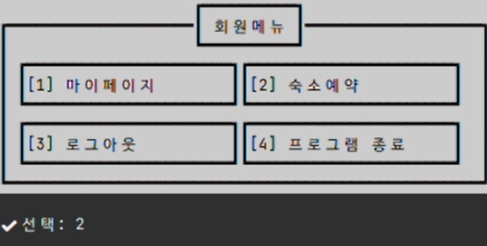 회원메뉴
[1] 마이페이지 [2] 숙소예약
[3] 로그아웃 [4] 프로그램 종료
✔선택: 2